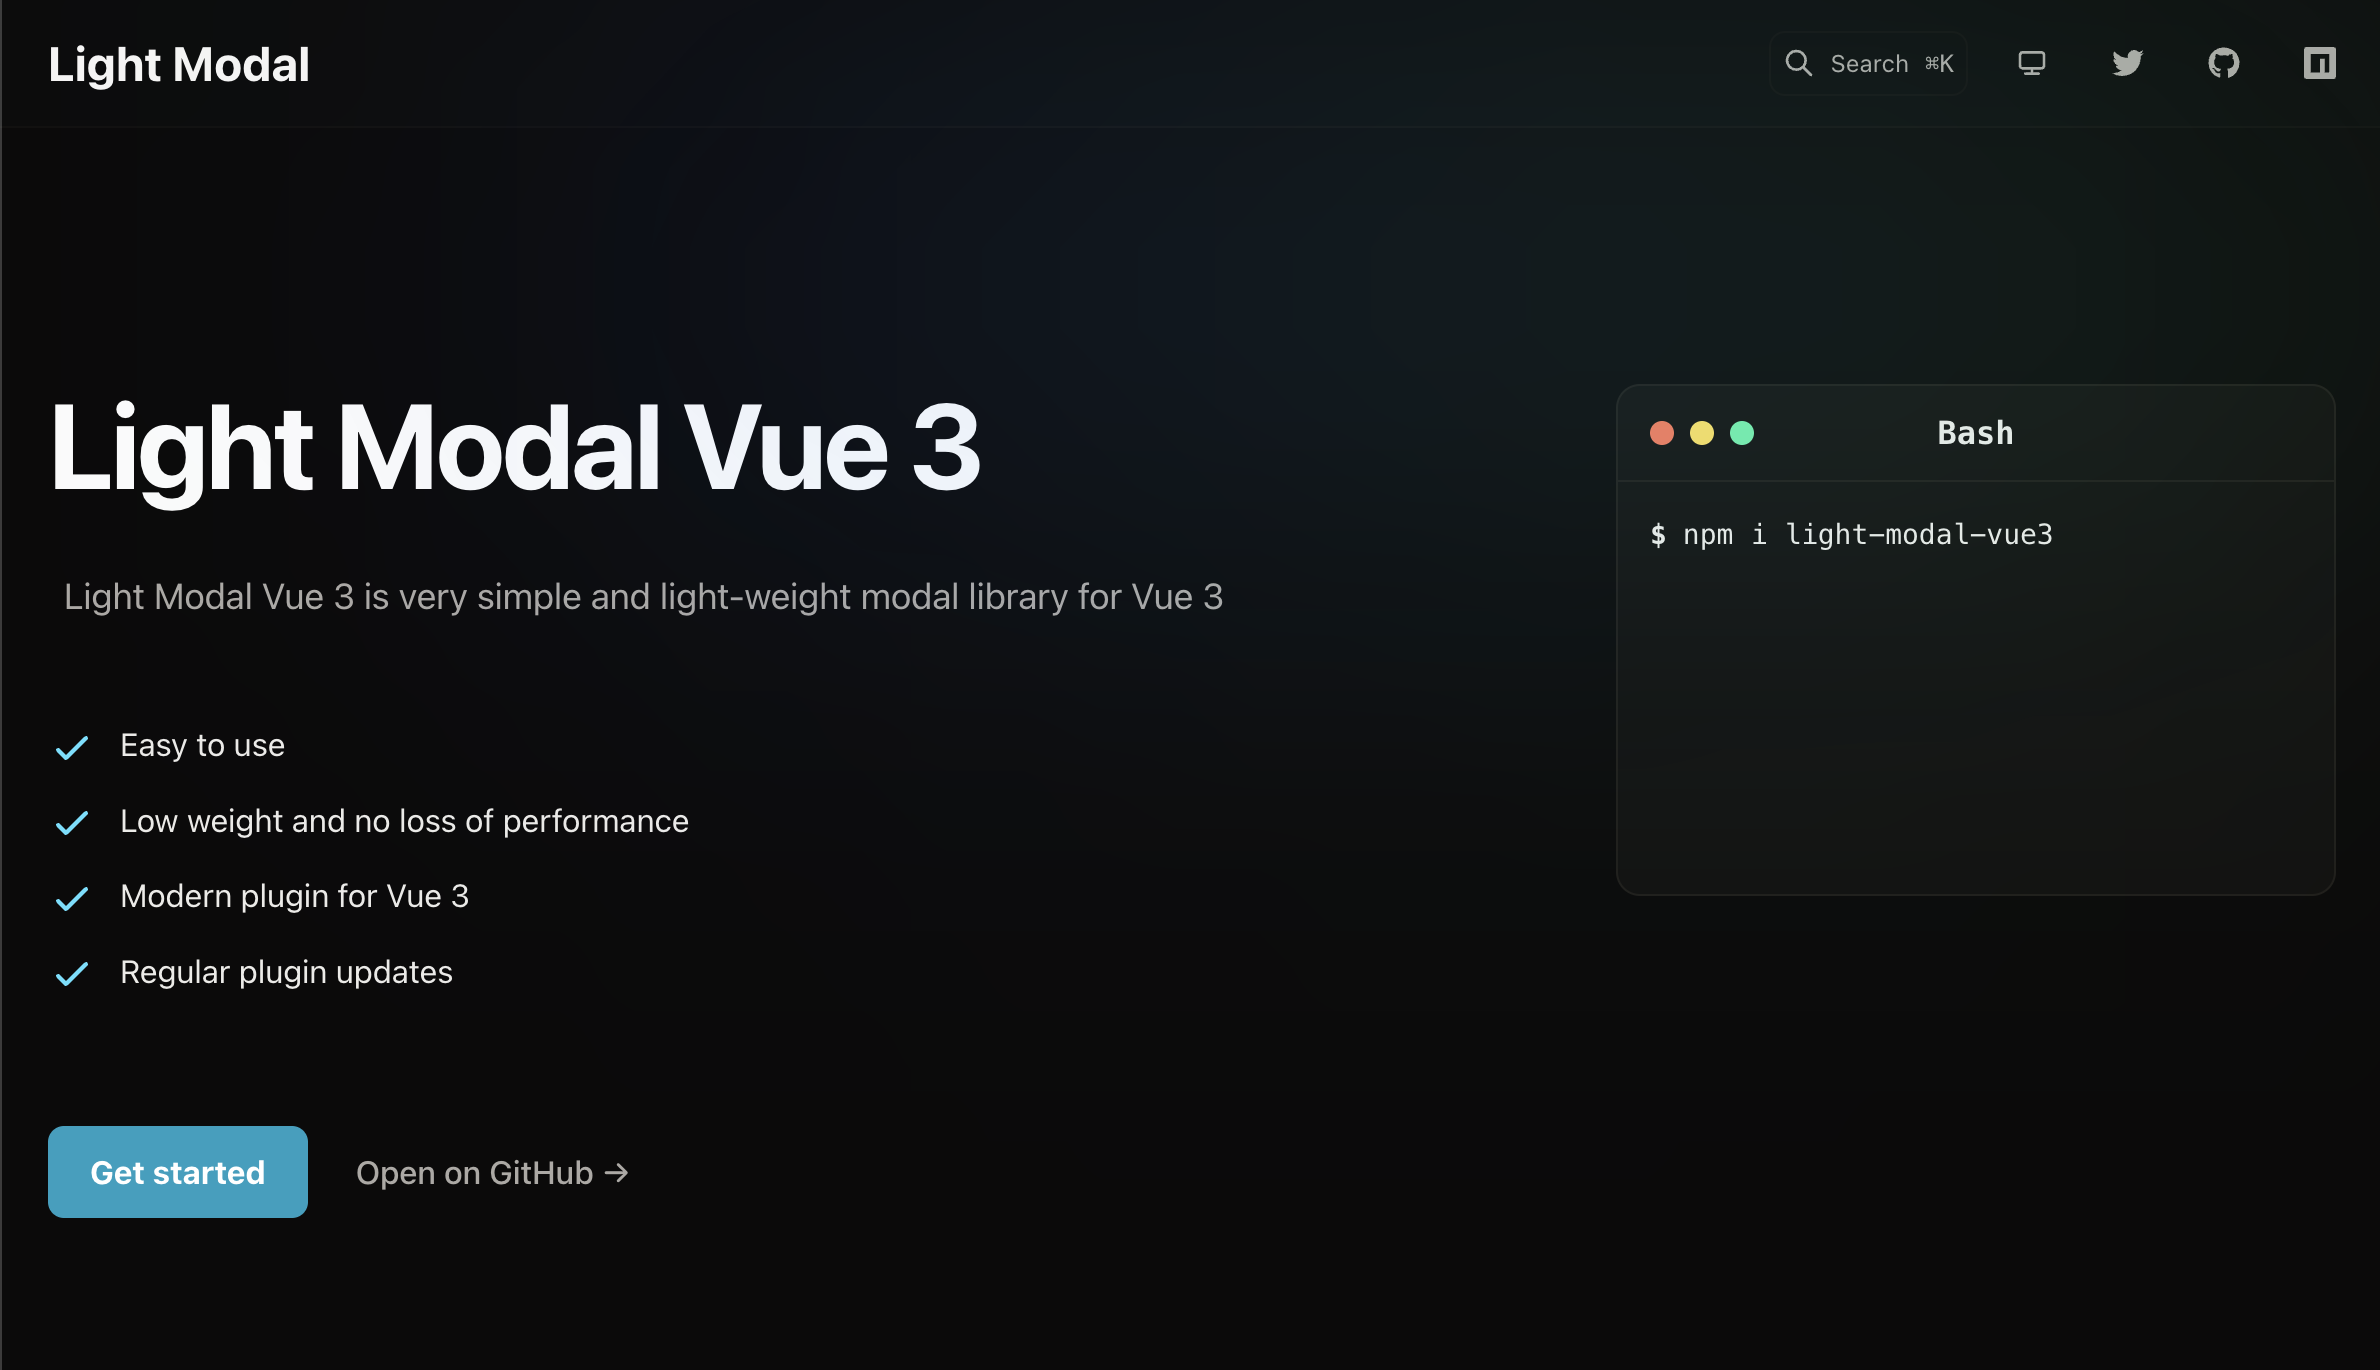 Light Modal
Search ⌘K
Light Modal Vue 3
Light Modal Vue 3 is very simple and light-weight modal library for Vue 3
Easy to use
Low weight and no loss of performance
Modern plugin for Vue 3
Regular plugin updates
Get started
Open on GitHub →
Bash
$ npm i light-modal-vue3